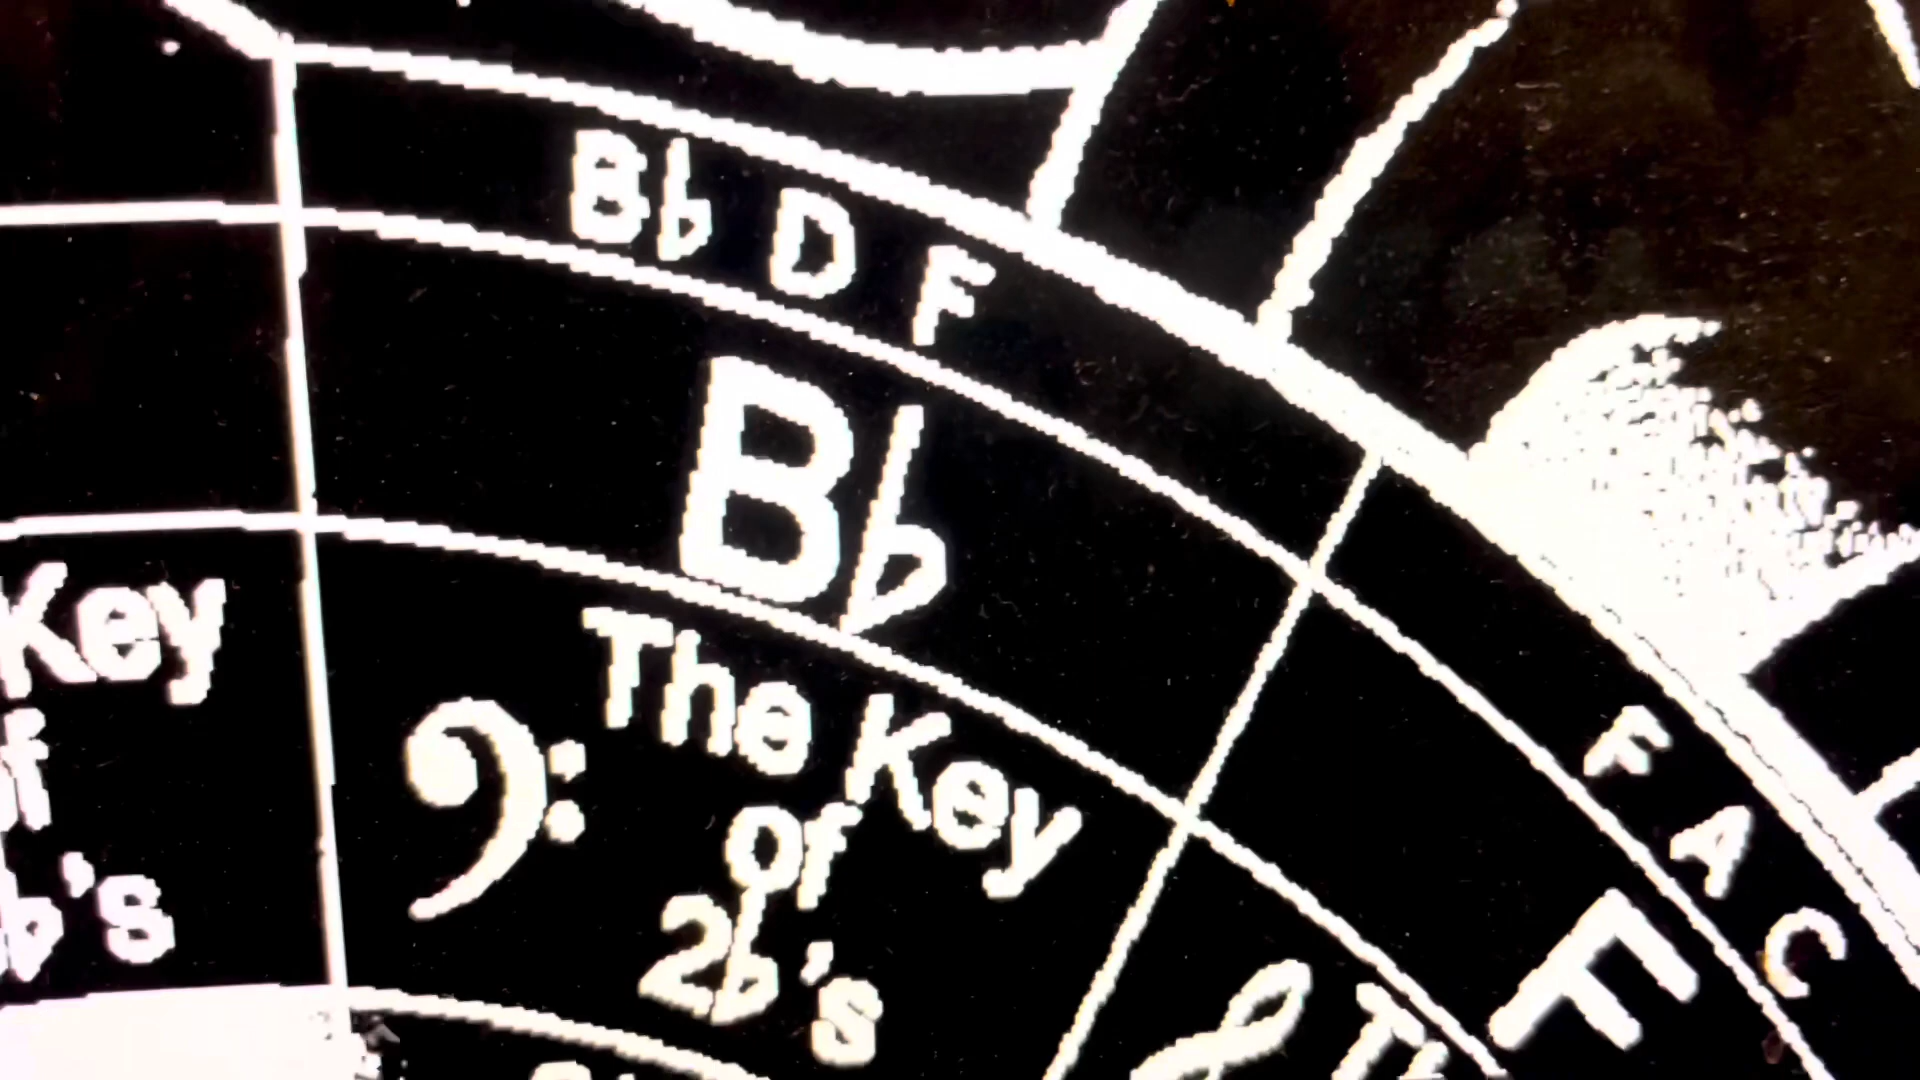 B♭ D F
B♭
The Key
of
2♭'s
Key
of
♭'s
F A C
F